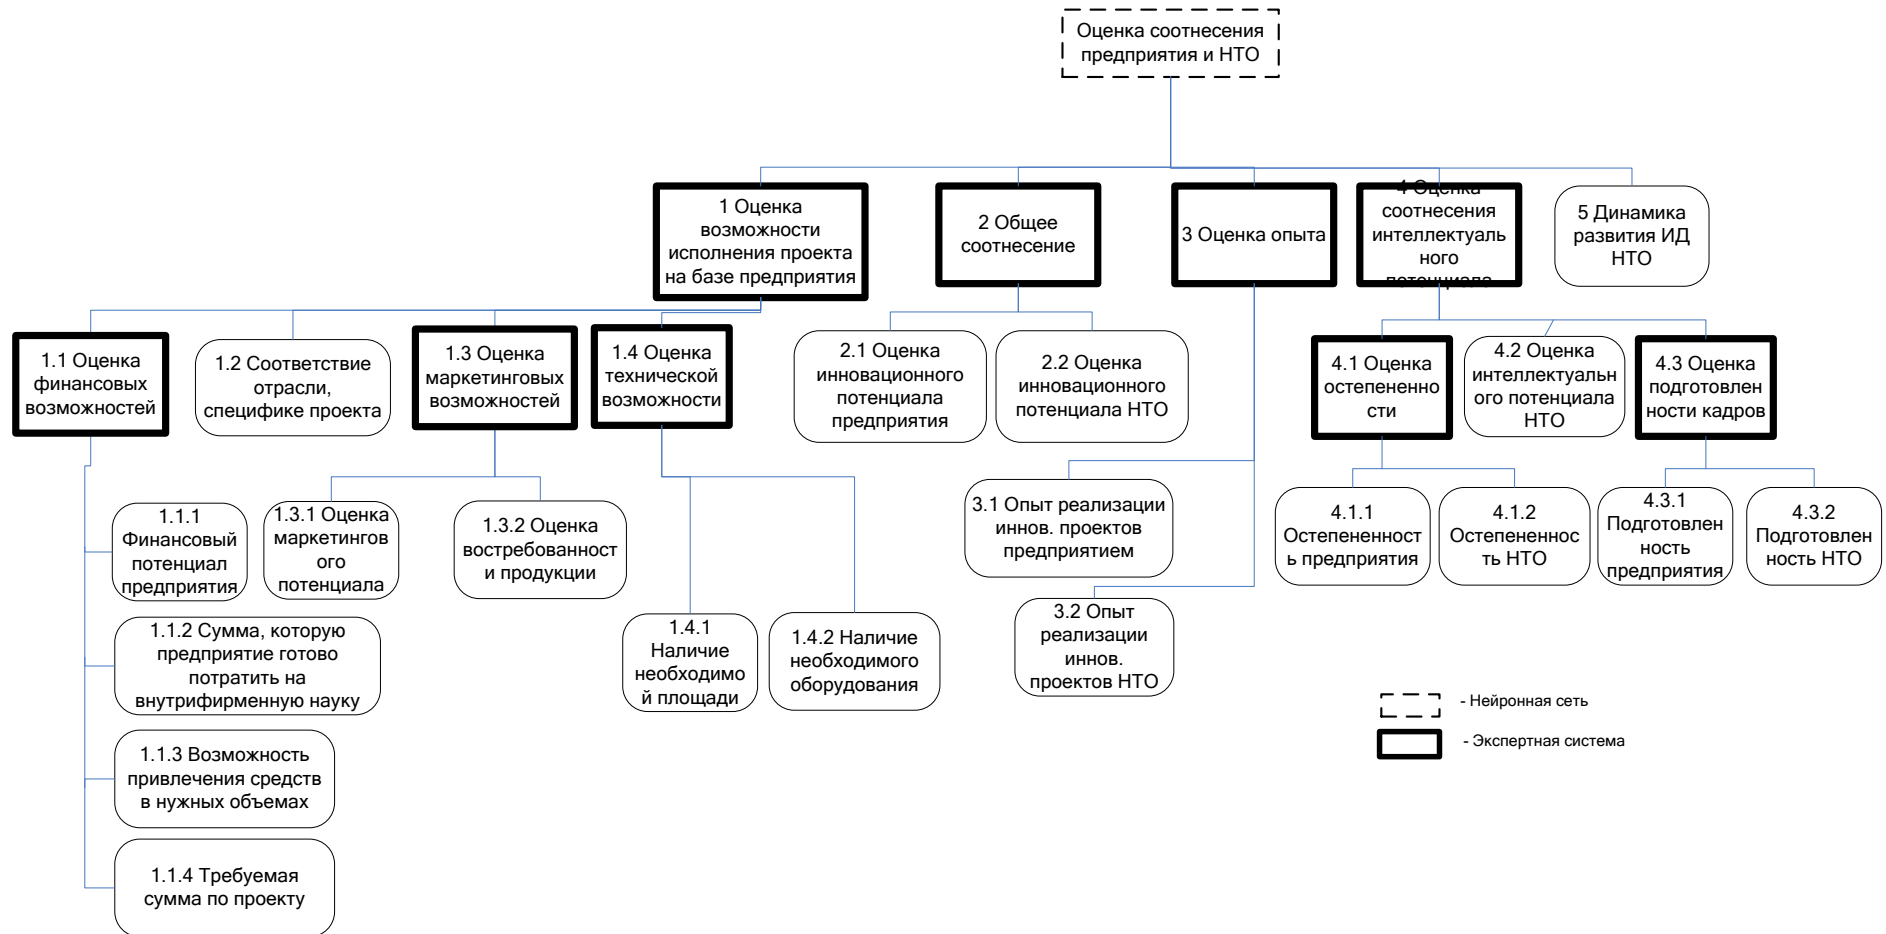 Оценка соотнесения
предприятия и НТО
1 Оценка
возможности
исполнения проекта
на базе предприятия
2 Общее
соотнесение
3 Оценка опыта
4 Оценка
соотнесения
интеллектуаль
ного
потенциала
5 Динамика
развития ИД
НТО
1.1 Оценка
финансовых
возможностей
1.2 Соответствие
отрасли,
специфике проекта
1.3 Оценка
маркетинговых
возможностей
1.4 Оценка
технической
возможности
2.1 Оценка
инновационного
потенциала
предприятия
2.2 Оценка
инновационного
потенциала НТО
4.1 Оценка
остепененно
сти
4.2 Оценка
интеллектуальн
ого потенциала
НТО
4.3 Оценка
подготовлен
ности кадров
1.1.1
Финансовый
потенциал
предприятия
1.3.1 Оценка
маркетингов
ого
потенциала
1.3.2 Оценка
востребованност
и продукции
3.1 Опыт реализации
иннов. проектов
предприятием
4.1.1
Остепененност
ь предприятия
4.1.2
Остепененнос
ть НТО
4.3.1
Подготовлен
ность
предприятия
4.3.2
Подготовлен
ность НТО
1.1.2 Сумма, которую
предприятие готово
потратить на
внутрифирменную науку
1.4.1
Наличие
необходимо
й площади
1.4.2 Наличие
необходимого
оборудования
3.2 Опыт
реализации
иннов.
проектов НТО
1.1.3 Возможность
привлечения средств
в нужных объемах
1.1.4 Требуемая
сумма по проекту
- Нейронная сеть
- Экспертная система